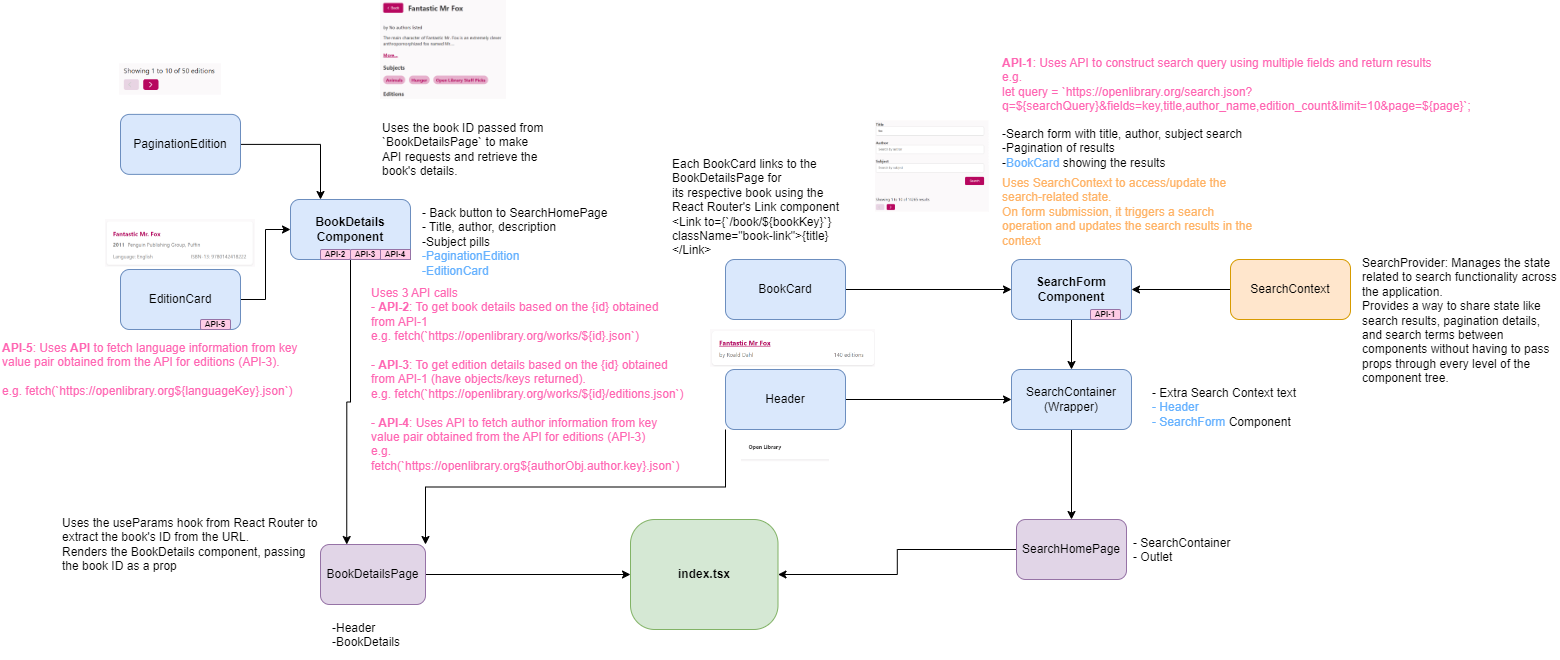 < Back
Fantastic Mr Fox
by No authors listed
The main character of Fantastic Mr. Fox is an extremely clever
anthropomorphized fox named Mr.
More...
Subjects
Animals
Hunger
Open Library Staff Picks
Editions
Showing 1 to 10 of 50 editions
PaginationEdition
Uses the book ID passed from
`BookDetailsPage` to make
API requests and retrieve the
book's details.
BookDetails
Component
API-2
API-3
API-4
- Back button to SearchHomePage
- Title, author, description
-Subject pills
-PaginationEdition
-EditionCard
Fantastic Mr. Fox
2011 Penguin Publishing Group, Puffin
Language: English
ISBN-13: 9780142418222
EditionCard
API-5
API-5: Uses API to fetch language information from key
value pair obtained from the API for editions (API-3).
e.g. fetch(`https://openlibrary.org${languageKey}.json`)
Uses 3 API calls
- API-2: To get book details based on the {id} obtained
from API-1
e.g. fetch(`https://openlibrary.org/works/${id}.json`)
- API-3: To get edition details based on the {id} obtained
from API-1 (have objects/keys returned).
e.g. fetch(`https://openlibrary.org/works/${id}/editions.json`)
- API-4: Uses API to fetch author information from key
value pair obtained from the API for editions (API-3)
e.g.
fetch(`https://openlibrary.org${authorObj.author.key}.json`)
Uses the useParams hook from React Router to
extract the book's ID from the URL.
Renders the BookDetails component, passing
the book ID as a prop
BookDetailsPage
-Header
-BookDetails
index.tsx
Each BookCard links to the
BookDetailsPage for
its respective book using the
React Router's Link component
<Link to={`/book/${bookKey}`}
className="book-link">{title}
</Link>
BookCard
Fantastic Mr Fox
by Roald Dahl
140 editions
Header
Open Library
API-1: Uses API to construct search query using multiple fields and return results
e.g.
let query = `https://openlibrary.org/search.json?
q=${searchQuery}&fields=key,title,author_name,edition_count&limit=10&page=${page}`;
Title
Author
Search by author
Subject
Search by subject
Search
-Search form with title, author, subject search
-Pagination of results
-BookCard showing the results
Uses SearchContext to access/update the
search-related state.
On form submission, it triggers a search
operation and updates the search results in the
context
SearchForm
Component
API-1
SearchContext
SearchProvider: Manages the state
related to search functionality across
the application.
Provides a way to share state like
search results, pagination details,
and search terms between
components without having to pass
props through every level of the
component tree.
SearchContainer
(Wrapper)
- Extra Search Context text
- Header
- SearchForm Component
SearchHomePage
- SearchContainer
- Outlet